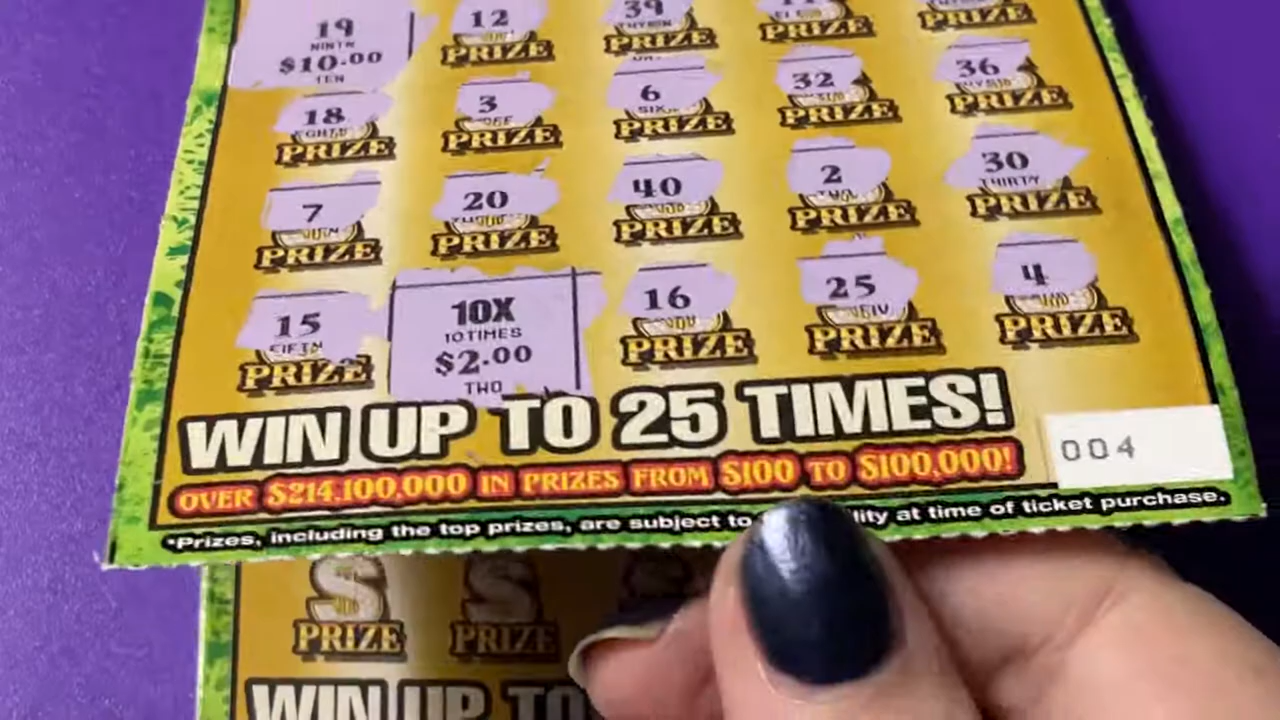 19 12 39
NINTN
$10.00 PRIZE PRIZE PRIZE PRIZE
TEN
18 3 6 32 36
SIX
PRIZE PRIZE PRIZE PRIZE PRIZE
7 20 40 2 30
THIRTY
PRIZE PRIZE PRIZE PRIZE PRIZE
15 10X 16 25 4
FIFTN 10TIMES
PRIZE $2.00 PRIZE PRIZE PRIZE
TWO
WIN UP TO 25 TIMES!
OVER $214,100,000 IN PRIZES FROM $100 TO $100,000! 004
*Prizes, including the top prizes, are subject to at time of ticket purchase.
PRIZE PRIZE
WIN UP TO